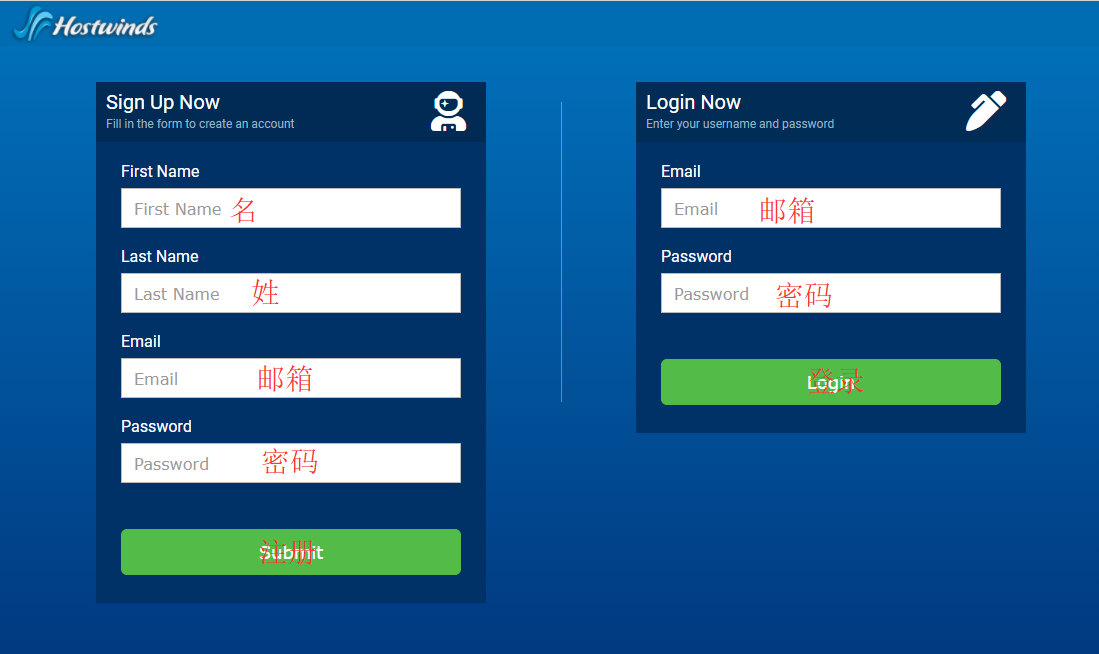 Hostwinds
Sign Up Now
Fill in the form to create an account
First Name
First Name 名
Last Name
Last Name 姓
Email
Email 邮箱
Password
Password 密码
Submit 注册
Login Now
Enter your username and password
Email
Email 邮箱
Password
Password 密码
Login 登录